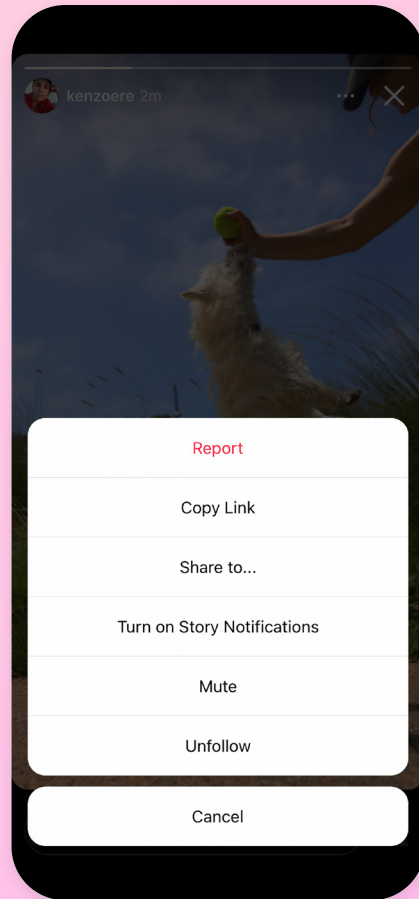 kenzoere 2m
Report
Copy Link
Share to...
Turn on Story Notifications
Mute
Unfollow
Cancel